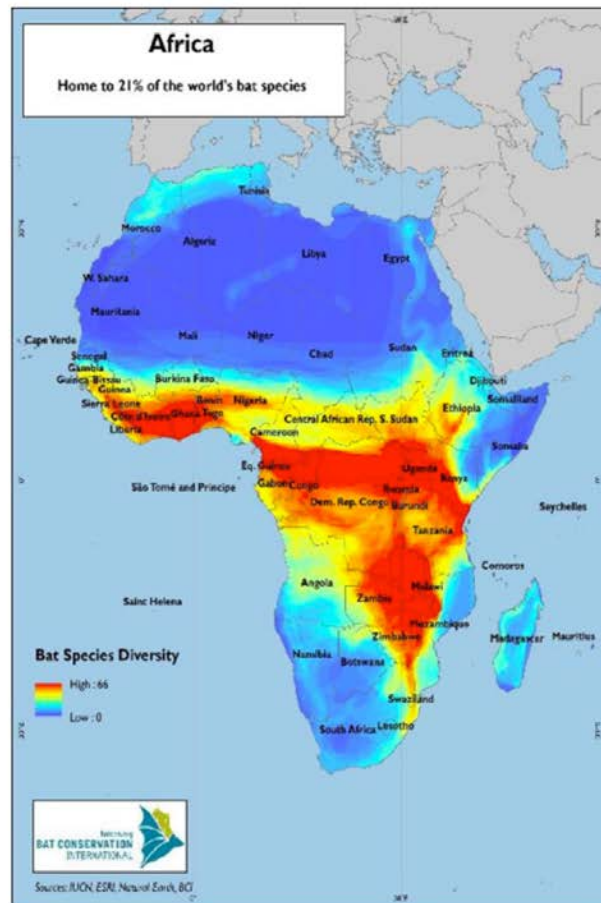 Africa
Home to 21% of the world's bat species
30°E
Tunisia
30°N
Morocco
Algeria
Libya
Egypt
W. Sahara
Mauritania
Cape Verde
Mali
Niger
Chad
Sudan
Eritrea
Senegal
Gambia
Guinea-Bissau
Guinea
Burkina Faso
Djibouti
Somaliland
Sierra Leone
Benin
Nigeria
Ethiopia
Côte d'Ivoire
Ghana Togo
Central African Rep.
S. Sudan
Liberia
Cameroon
Somalia
Eq. Guinea
Uganda
Kenya
São Tomé and Principe
Gabon
Congo
Rwanda
Dem. Rep. Congo
Burundi
Seychelles
Tanzania
Comoros
Angola
Malawi
Saint Helena
Zambia
Mozambique
Zimbabwe
Madagascar
Mauritius
Namibia
Botswana
Bat Species Diversity
High : 66
Low : 0
Swaziland
South Africa
Lesotho
BAT CONSERVATION
INTERNATIONAL
Sources: IUCN, ESRI, Natural Earth, BCI
0°
30°E